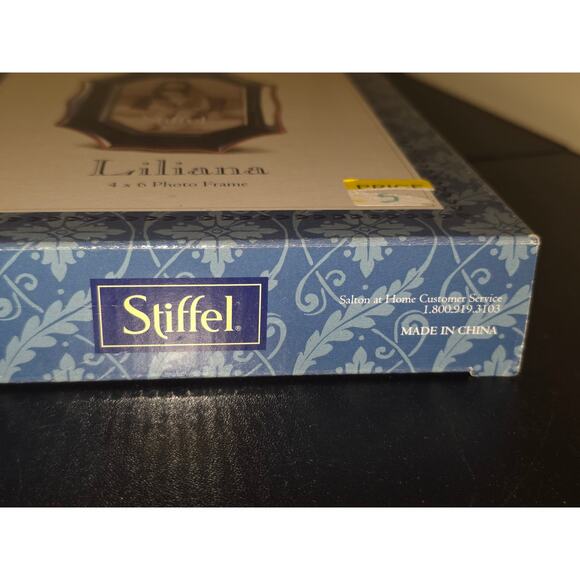 Stiffel
Liliana
4 x 6 Photo Frame
PRICE
5
Stiffel®
Salton at Home Customer Service
1.800.919.3103
MADE IN CHINA